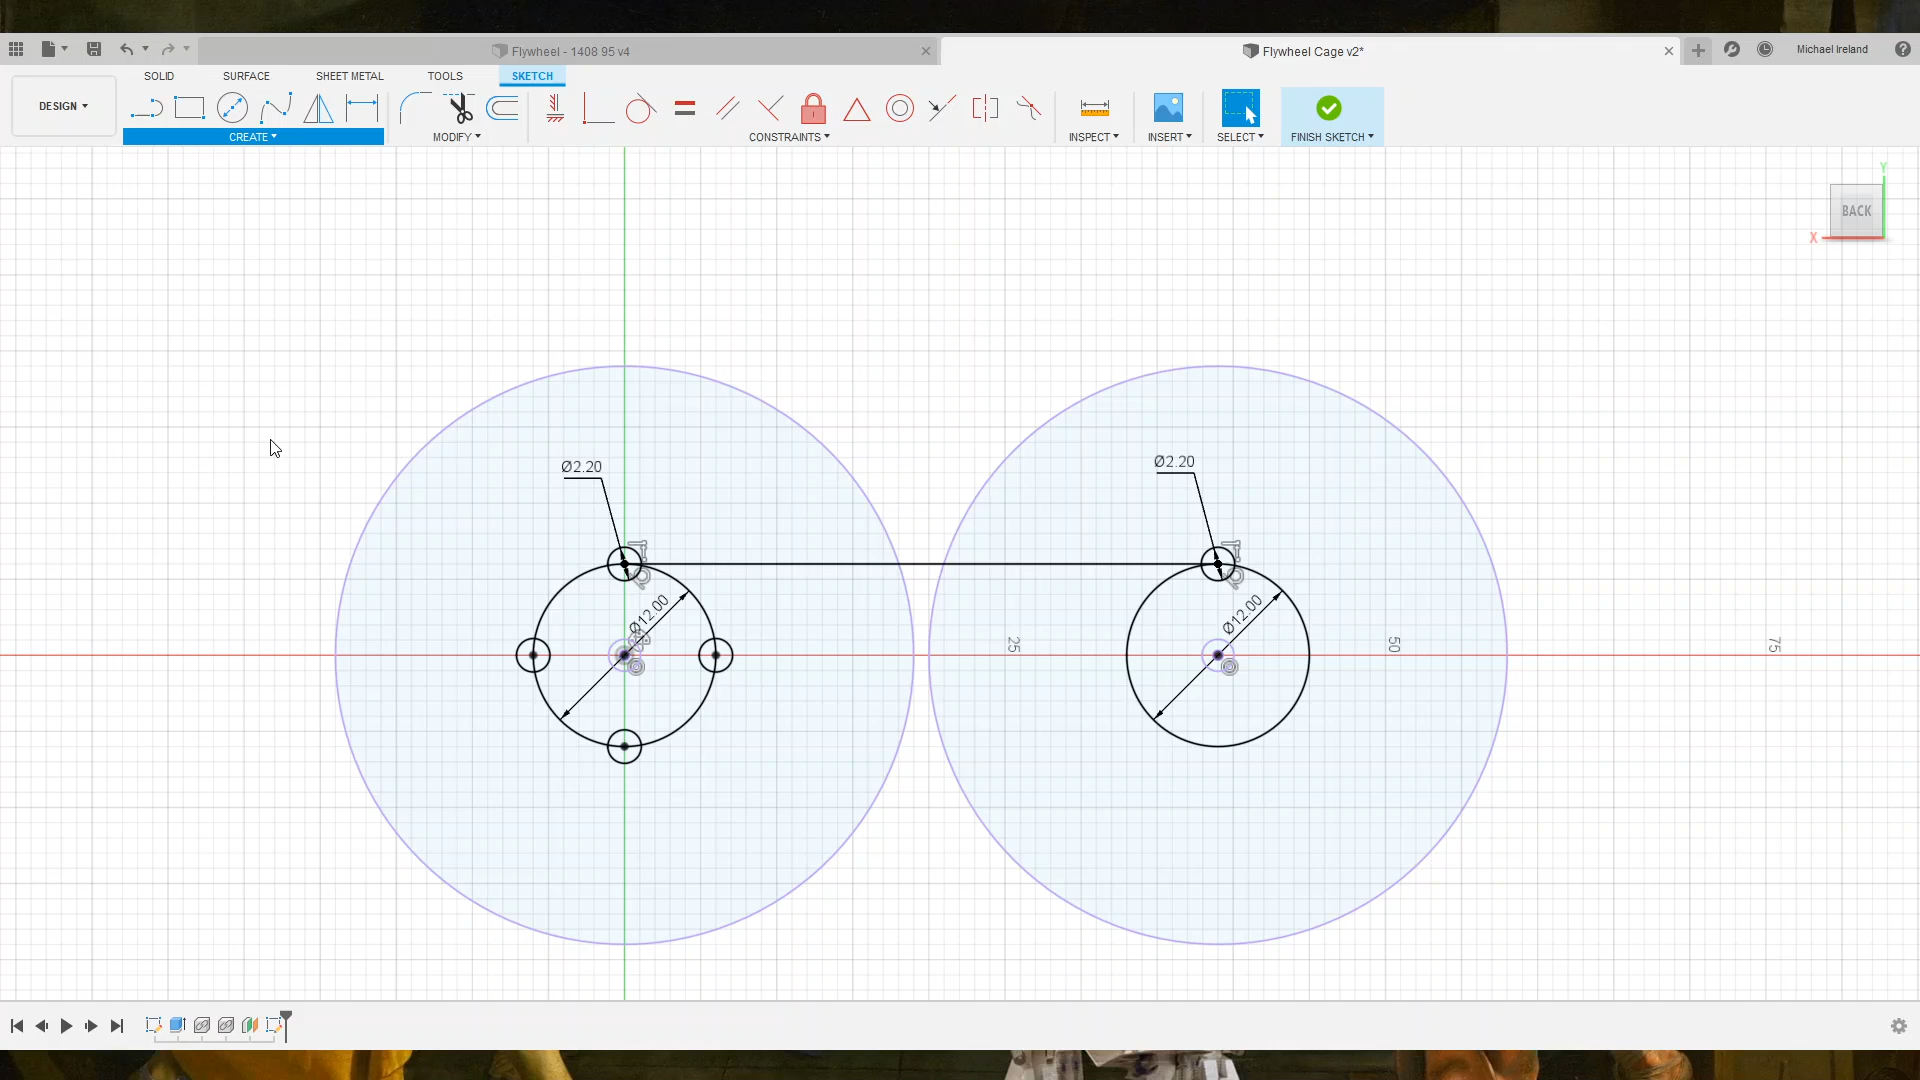 Flywheel - 1408 95 v4
Flywheel Cage v2*
Michael Ireland
SOLID
SURFACE
SHEET METAL
TOOLS
SKETCH
DESIGN
CREATE
MODIFY
CONSTRAINTS
INSPECT
INSERT
SELECT
FINISH SKETCH
Y
BACK
X
Ø2.20
Ø2.20
Ø12.00
Ø12.00
25
50
75